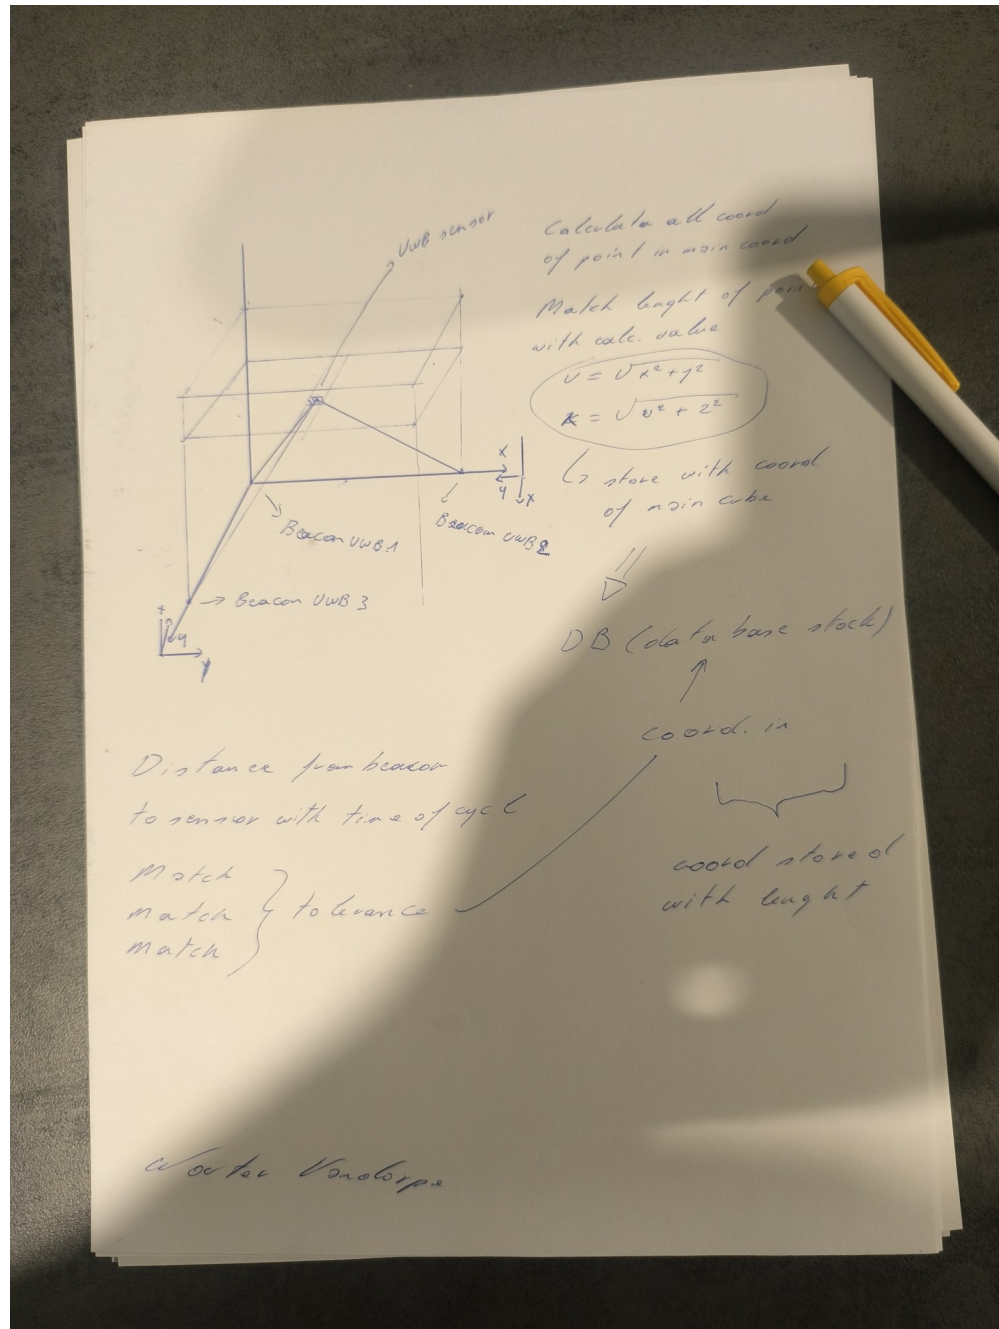 UWB sensor
Calculate all coord
of point in main coord
Match lenght of poin
with calc. value
v = √x² + y²
x = √v² + z²
↳ store with coord
of main cube
DB (data base stock)
coord. in
coord stored
with lenght
x
y
x
Beacon UWB 1
Beacon UWB 2
→ Beacon UWB 3
x
y
y
Distance from beacon
to sensor with time of cycl
Match
match } tolerance
match
Wouter Vandorpe